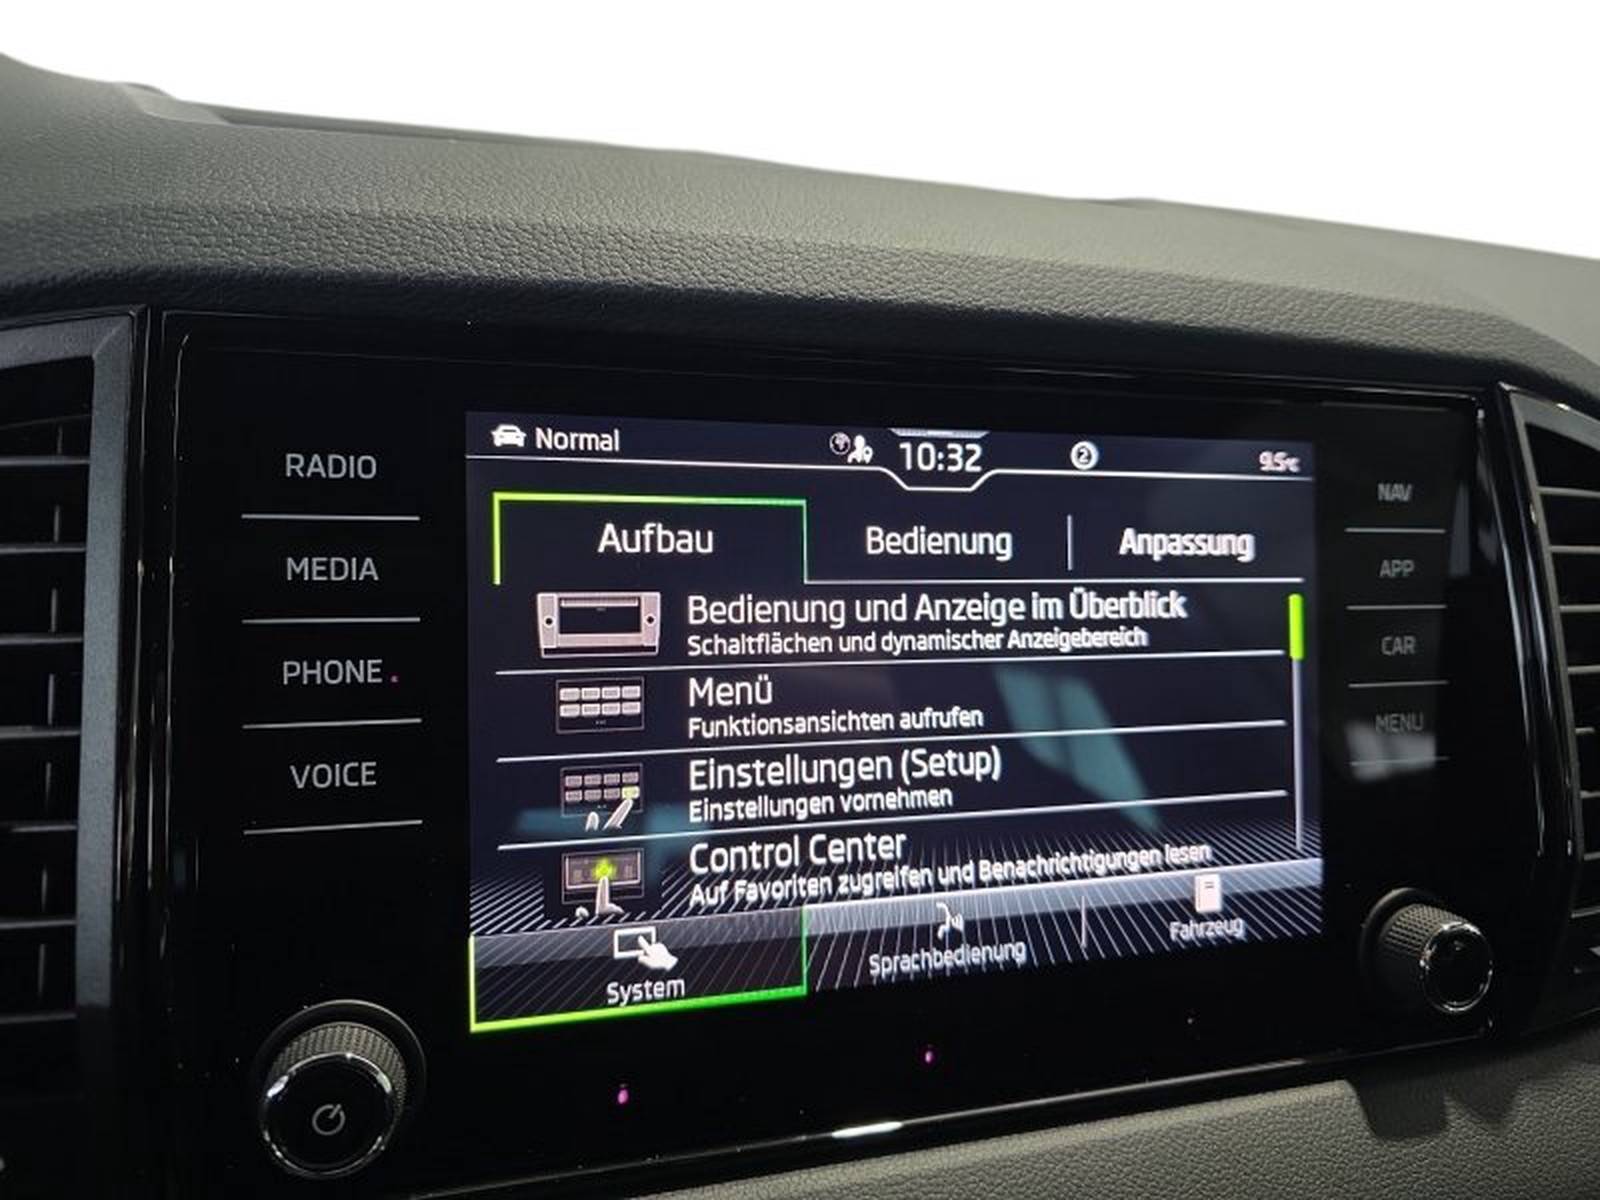 RADIO
MEDIA
PHONE
VOICE
Normal
10:32
2
9.5°C
Aufbau
Bedienung
Anpassung
Bedienung und Anzeige im Überblick
Schaltflächen und dynamischer Anzeigebereich
Menü
Funktionsansichten aufrufen
Einstellungen (Setup)
Einstellungen vornehmen
Control Center
Auf Favoriten zugreifen und Benachrichtigungen lesen
System
Sprachbedienung
Fahrzeug
NAV
APP
CAR
MENU